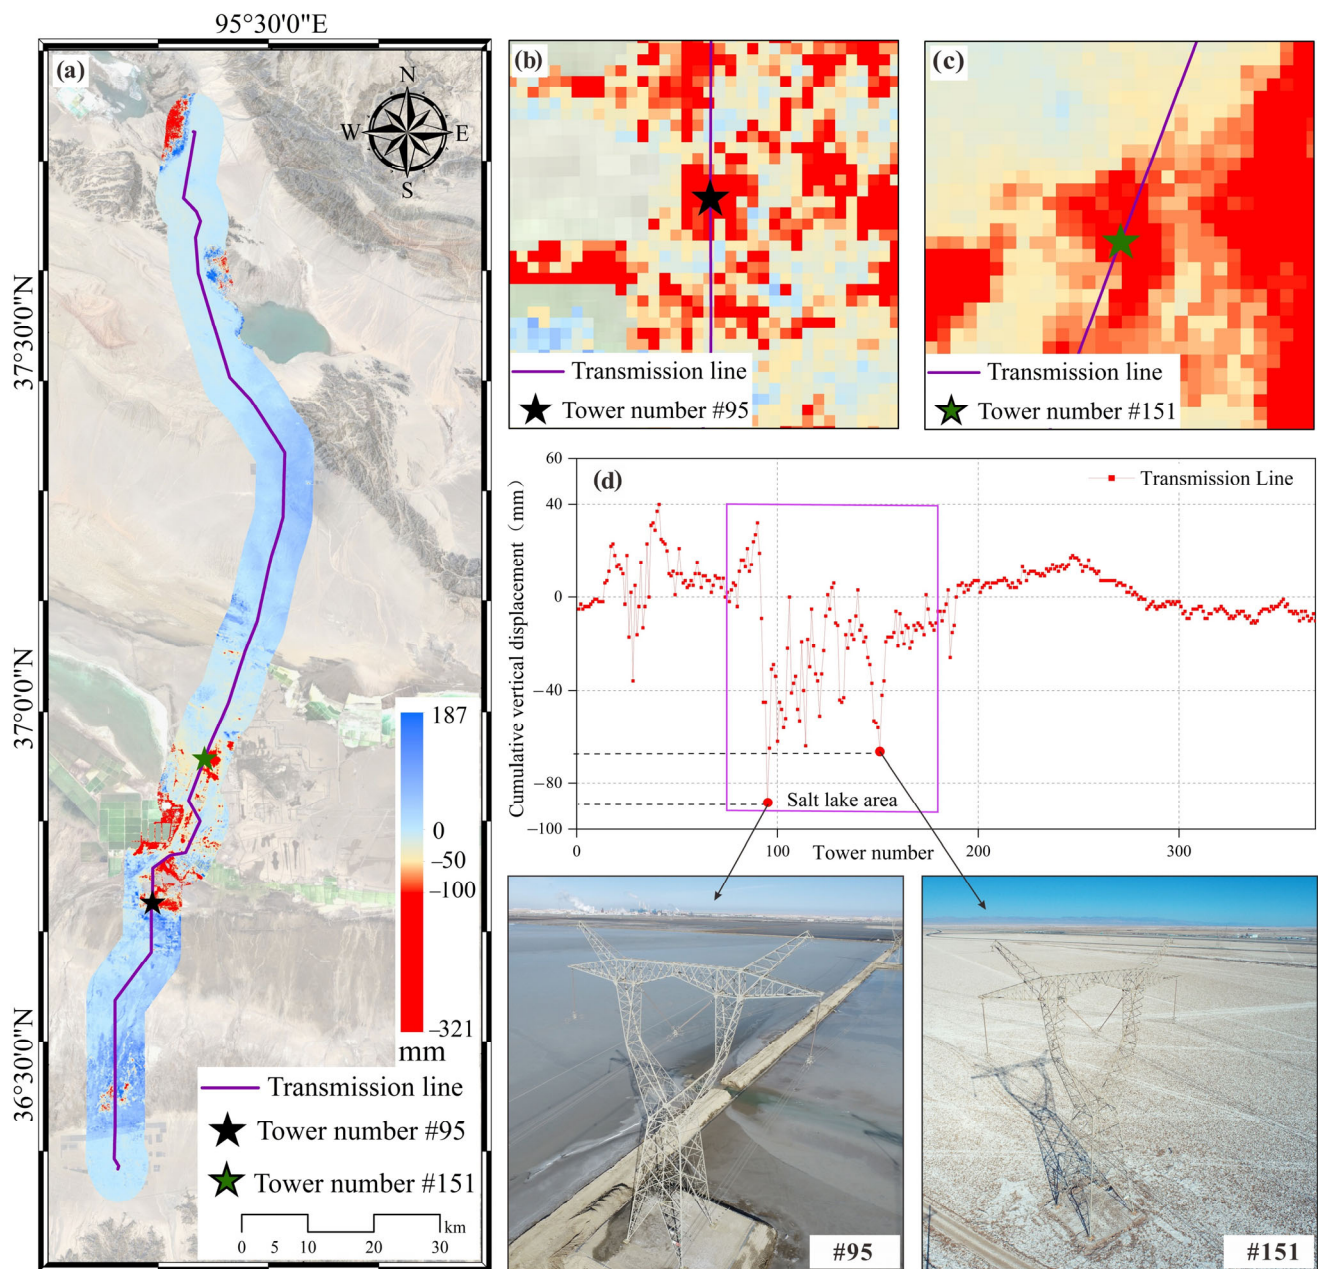 95°30'0"E
(a)
N
W
E
S
37°30'0"N
37°0'0"N
36°30'0"N
187
0
−50
−100
−321
mm
Transmission line
Tower number #95
Tower number #151
km
0 5 10 20 30
(b)
Transmission line
Tower number #95
(c)
Transmission line
Tower number #151
(d)
Transmission Line
Cumulative vertical displacement（mm）
60
40
0
−40
−80
−100
Salt lake area
0 100 200 300
Tower number
#95
#151